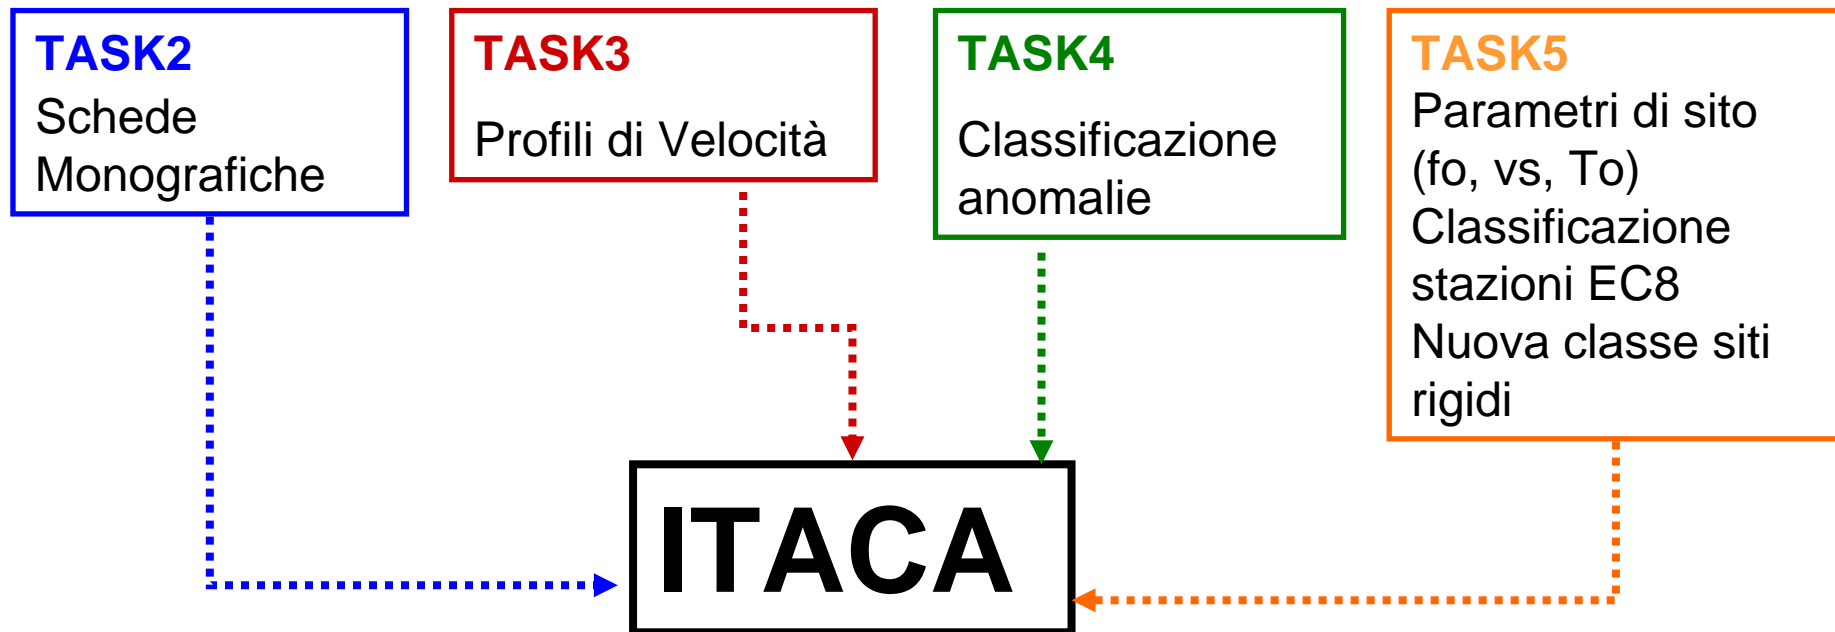 TASK2
Schede
Monografiche
TASK3
Profili di Velocità
TASK4
Classificazione
anomalie
TASK5
Parametri di sito
(fo, vs, To)
Classificazione
stazioni EC8
Nuova classe siti
rigidi
ITACA